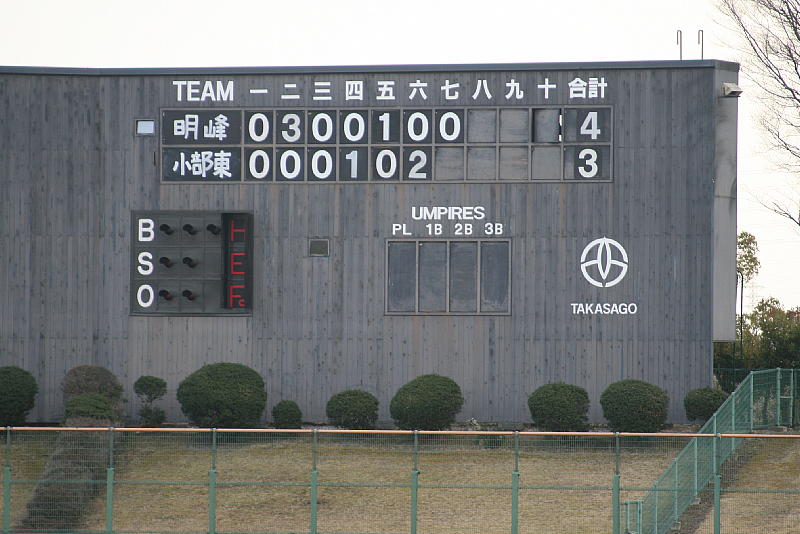 TEAM 一 二 三 四 五 六 七 八 九 十 合計
明峰 0 3 0 0 1 0 0 4
小部東 0 0 0 1 0 2 3
UMPIRES
PL 1B 2B 3B
B H
S E
O Fc
TAKASAGO